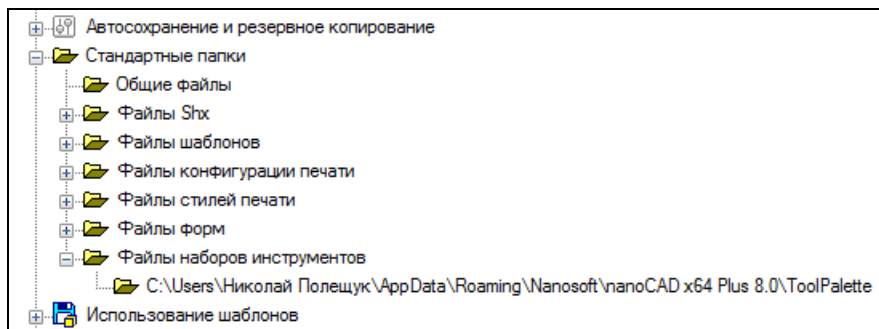 Автосохранение и резервное копирование
Стандартные папки
Общие файлы
Файлы Shx
Файлы шаблонов
Файлы конфигурации печати
Файлы стилей печати
Файлы форм
Файлы наборов инструментов
C:\Users\Николай Полещук\AppData\Roaming\Nanosoft\nanoCAD x64 Plus 8.0\ToolPalette
Использование шаблонов